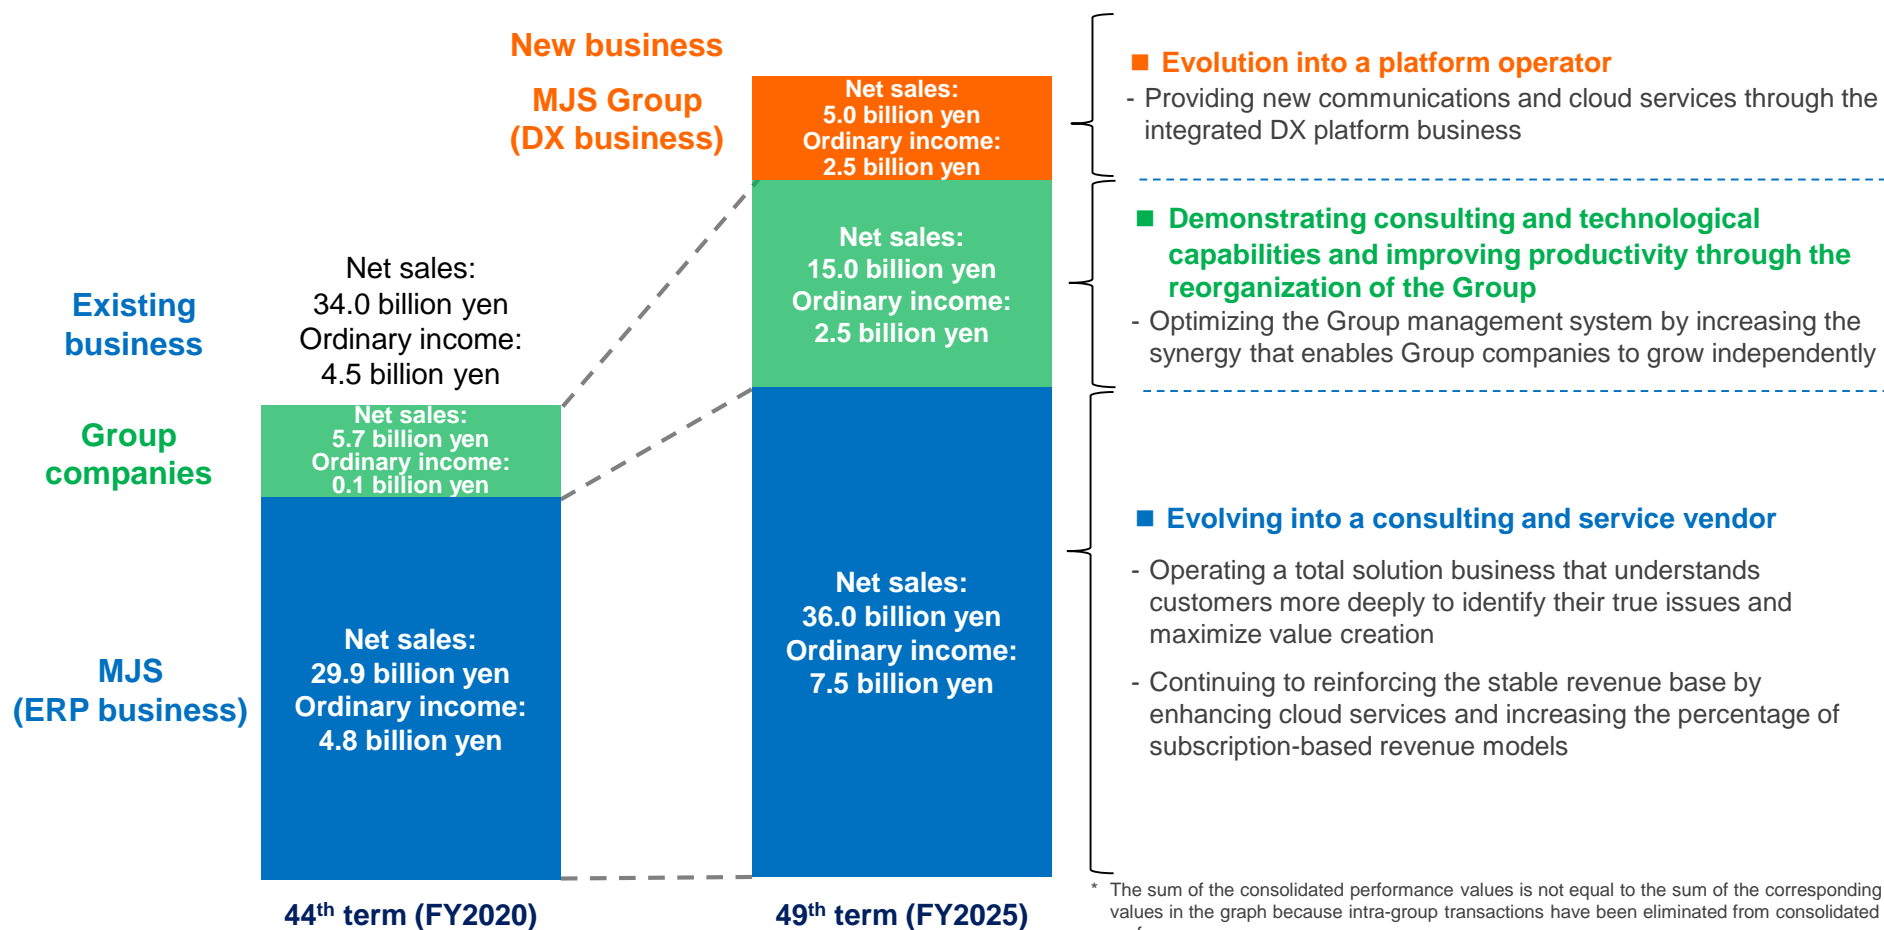 New business
MJS Group
(DX business)
Net sales:
5.0 billion yen
Ordinary income:
2.5 billion yen
■ Evolution into a platform operator
- Providing new communications and cloud services through the
integrated DX platform business
Net sales:
15.0 billion yen
Ordinary income:
2.5 billion yen
■ Demonstrating consulting and technological
capabilities and improving productivity through the
reorganization of the Group
- Optimizing the Group management system by increasing the
synergy that enables Group companies to grow independently
Existing
business
Net sales:
34.0 billion yen
Ordinary income:
4.5 billion yen
Group
companies
Net sales:
5.7 billion yen
Ordinary income:
0.1 billion yen
MJS
(ERP business)
Net sales:
29.9 billion yen
Ordinary income:
4.8 billion yen
Net sales:
36.0 billion yen
Ordinary income:
7.5 billion yen
■ Evolving into a consulting and service vendor
- Operating a total solution business that understands
customers more deeply to identify their true issues and
maximize value creation
- Continuing to reinforcing the stable revenue base by
enhancing cloud services and increasing the percentage of
subscription-based revenue models
44th term (FY2020)
49th term (FY2025)
* The sum of the consolidated performance values is not equal to the sum of the corresponding
values in the graph because intra-group transactions have been eliminated from consolidated